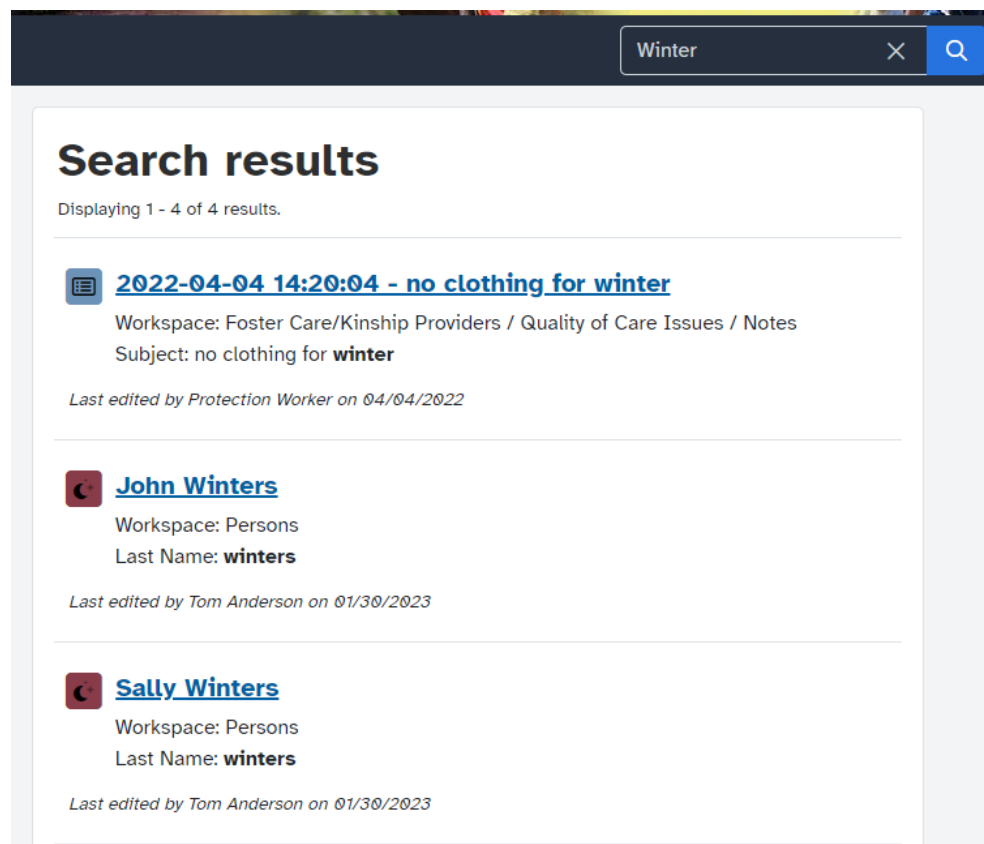 Winter
Search results
Displaying 1 - 4 of 4 results.
2022-04-04 14:20:04 - no clothing for winter
Workspace: Foster Care/Kinship Providers / Quality of Care Issues / Notes
Subject: no clothing for winter
Last edited by Protection Worker on 04/04/2022
John Winters
Workspace: Persons
Last Name: winters
Last edited by Tom Anderson on 01/30/2023
Sally Winters
Workspace: Persons
Last Name: winters
Last edited by Tom Anderson on 01/30/2023